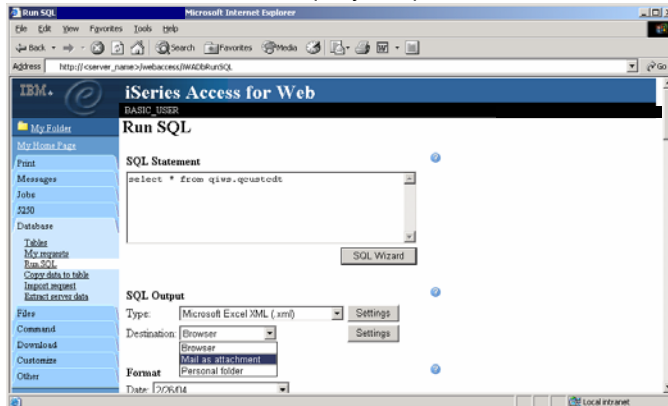 Run SQL Microsoft Internet Explorer
File Edit View Favorites Tools Help
Back Search Favorites Media
Address http://<server_name>/webaccess/iWADbRunSQL Go
IBM. iSeries Access for Web
BASIC_USER
My Folder
My Home Page
Print
Messages
Jobs
5250
Database
Tables
My requests
Run SQL
Copy data to table
Import request
Extract server data
Files
Command
Download
Customize
Other
Run SQL
SQL Statement
select * from qiws.qcustcdt
SQL Wizard
SQL Output
Type: Microsoft Excel XML (.xml) Settings
Destination: Browser Settings
Browser
Mail as attachment
Personal folder
Format
Date: 2/26/04
Local intranet